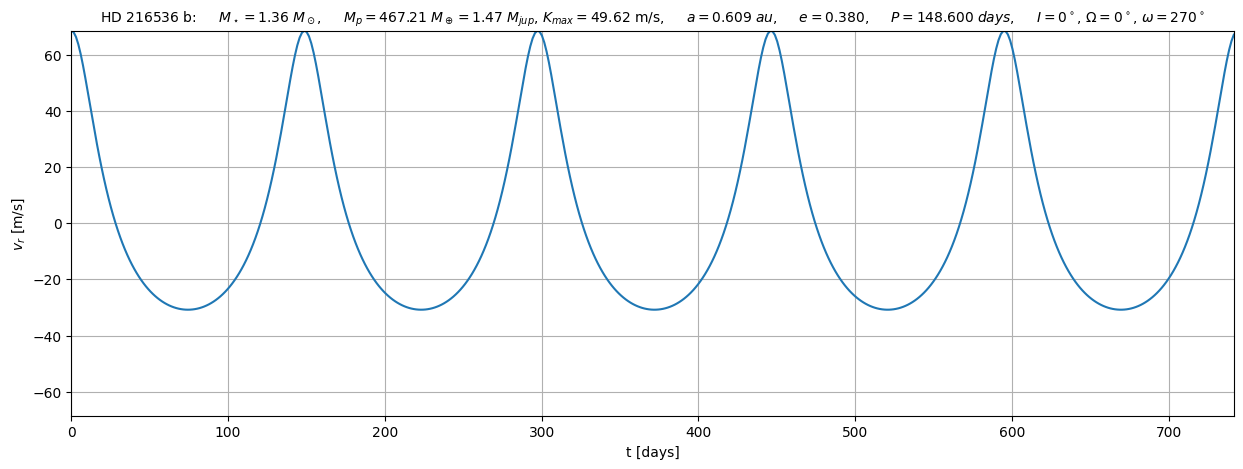 HD 216536 b: M⋆ = 1.36 M⊙, Mp = 467.21 M⊕ = 1.47 Mjup, Kmax = 49.62 m/s, a = 0.609 au, e = 0.380, P = 148.600 days, I = 0°, Ω = 0°, ω = 270°
60
40
20
0
−20
−40
−60
vr [m/s]
0 100 200 300 400 500 600 700
t [days]